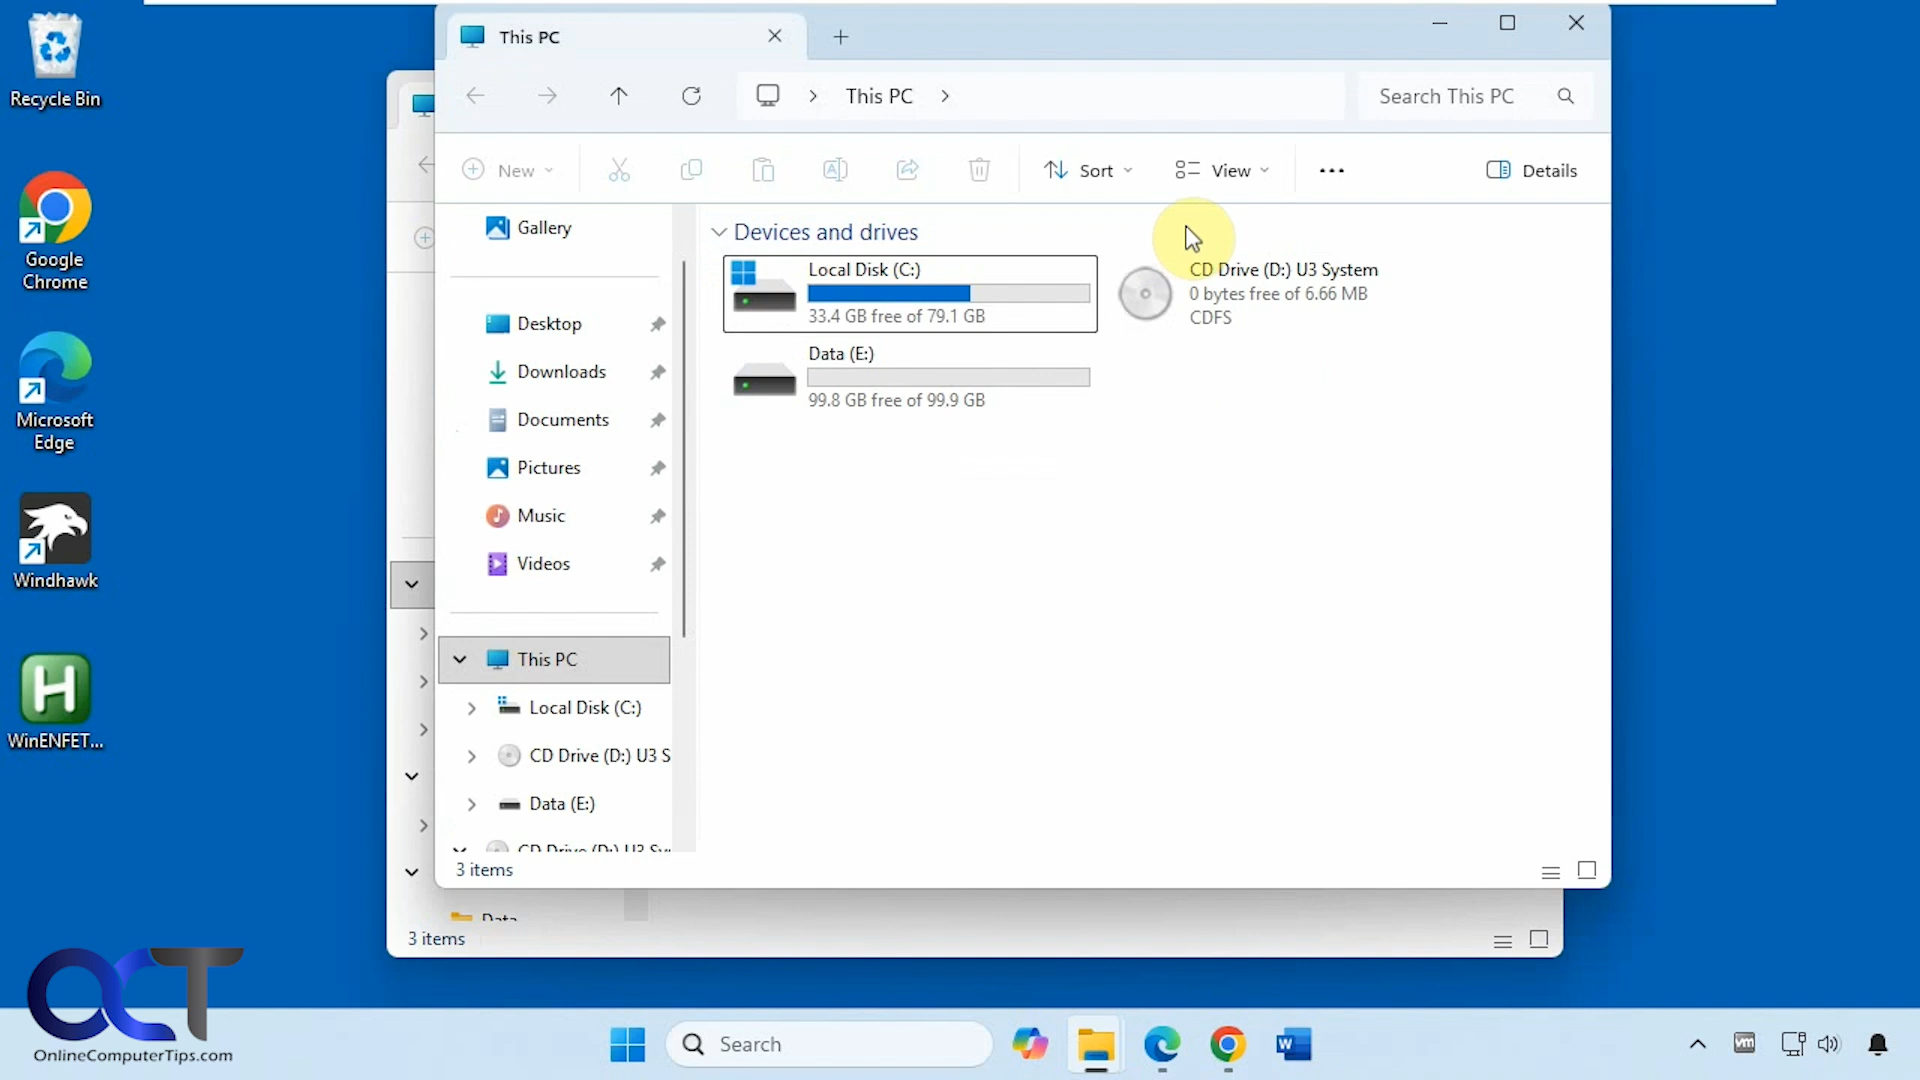 Recycle Bin
Google
Chrome
Microsoft
Edge
Windhawk
WinENFET...
This PC
This PC
Search This PC
New
Sort
View
Details
Gallery
Desktop
Downloads
Documents
Pictures
Music
Videos
This PC
Local Disk (C:)
CD Drive (D:) U3 S
Data (E:)
CD Drive (D:) U3 Sy
3 items
Devices and drives
Local Disk (C:)
33.4 GB free of 79.1 GB
CD Drive (D:) U3 System
0 bytes free of 6.66 MB
CDFS
Data (E:)
99.8 GB free of 99.9 GB
Data
3 items
OCT
OnlineComputerTips.com
Search
W
vm